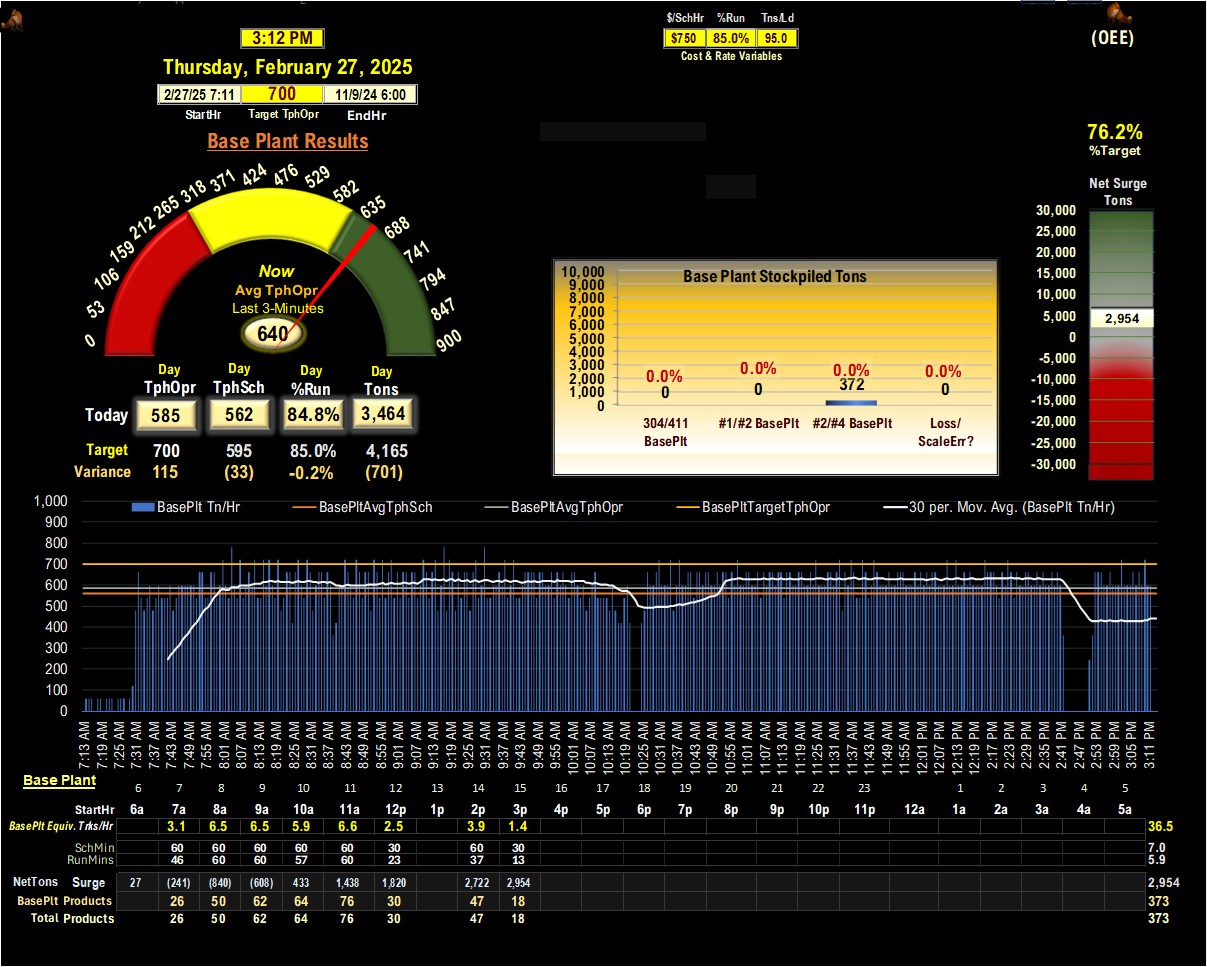 $/SchHr %Run Tns/Ld
3:12 PM
$750 85.0% 95.0
(OEE)
Cost & Rate Variables
Thursday, February 27, 2025
2/27/25 7:11 700 11/9/24 6:00
StartHr Target TphOpr EndHr
Base Plant Results
76.2%
%Target
Net Surge
Tons
0 53 106 159 212 265 318 371 424 476 529 582 635 688 741 794 847 900
Now
Avg TphOpr
Last 3-Minutes
640
30,000
25,000
20,000
15,000
10,000
5,000
0
-5,000
-10,000
-15,000
-20,000
-25,000
-30,000
2,954
Base Plant Stockpiled Tons
10,000
9,000
8,000
7,000
6,000
5,000
4,000
3,000
2,000
1,000
0
0.0% 0.0% 0.0% 0.0%
0 0 372 0
304/411 BasePlt
#1/#2 BasePlt
#2/#4 BasePlt
Loss/ ScaleErr?
Day Day Day Day
TphOpr TphSch %Run Tons
Today 585 562 84.8% 3,464
Target 700 595 85.0% 4,165
Variance 115 (33) -0.2% (701)
BasePlt Tn/Hr BasePltAvgTphSch BasePltAvgTphOpr BasePltTargetTphOpr 30 per. Mov. Avg. (BasePlt Tn/Hr)
1,000
900
800
700
600
500
400
300
200
100
0
7:13 AM 7:19 AM 7:25 AM 7:31 AM 7:37 AM 7:43 AM 7:49 AM 7:55 AM 8:01 AM 8:07 AM 8:13 AM 8:19 AM 8:25 AM 8:31 AM 8:37 AM 8:43 AM 8:49 AM 8:55 AM 9:01 AM 9:07 AM 9:13 AM 9:19 AM 9:25 AM 9:31 AM 9:37 AM 9:43 AM 9:49 AM 9:55 AM 10:01 AM 10:07 AM 10:13 AM 10:19 AM 10:25 AM 10:31 AM 10:37 AM 10:43 AM 10:49 AM 10:55 AM 11:01 AM 11:07 AM 11:13 AM 11:19 AM 11:25 AM 11:31 AM 11:37 AM 11:43 AM 11:49 AM 11:55 AM 12:01 PM 12:07 PM 12:13 PM 12:19 PM 2:17 PM 2:23 PM 2:35 PM 2:41 PM 2:47 PM 2:53 PM 2:59 PM 3:05 PM 3:11 PM
Base Plant
6 7 8 9 10 11 12 13 14 15 16 17 18 19 20 21 22 23 1 2 3 4 5
StartHr 6a 7a 8a 9a 10a 11a 12p 1p 2p 3p 4p 5p 6p 7p 8p 9p 10p 11p 12a 1a 2a 3a 4a 5a
BasePlt Equiv. Trks/Hr 3.1 6.5 6.5 5.9 6.6 2.5 3.9 1.4 36.5
SchMin 60 60 60 60 60 30 60 30 7.0
RunMins 46 60 60 57 60 23 37 13 5.9
NetTons Surge 27 (241) (840) (608) 433 1,438 1,820 2,722 2,954 2,954
BasePlt Products 26 50 62 64 76 30 47 18 373
Total Products 26 50 62 64 76 30 47 18 373